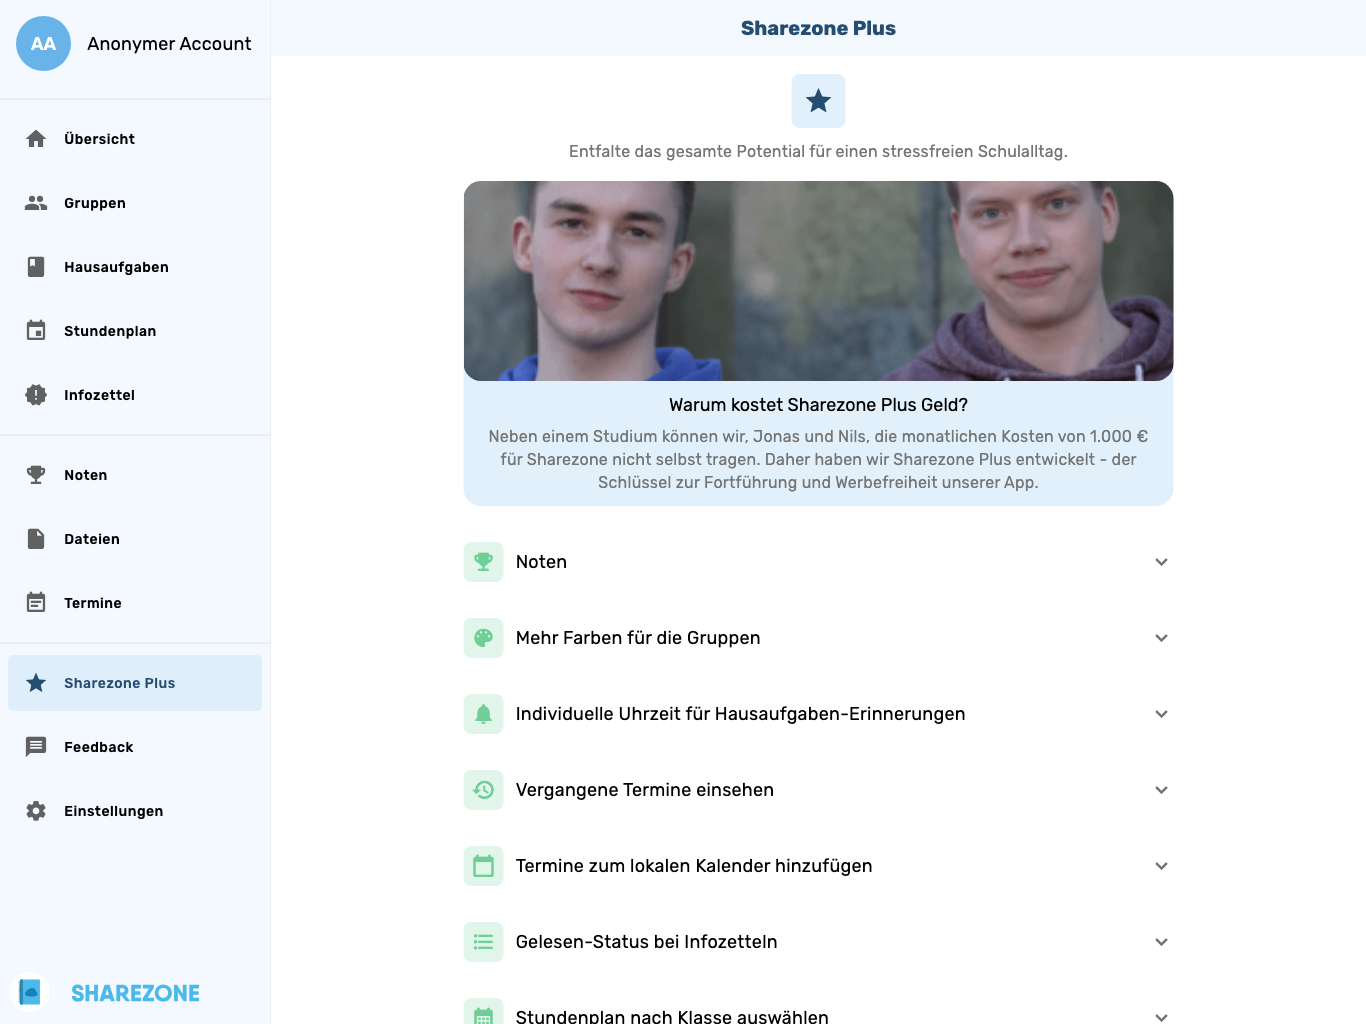 AA
Anonymer Account
Übersicht
Gruppen
Hausaufgaben
Stundenplan
Infozettel
Noten
Dateien
Termine
Sharezone Plus
Feedback
Einstellungen
SHAREZONE
Sharezone Plus
Entfalte das gesamte Potential für einen stressfreien Schulalltag.
Warum kostet Sharezone Plus Geld?
Neben einem Studium können wir, Jonas und Nils, die monatlichen Kosten von 1.000 €
für Sharezone nicht selbst tragen. Daher haben wir Sharezone Plus entwickelt - der
Schlüssel zur Fortführung und Werbefreiheit unserer App.
Noten
Mehr Farben für die Gruppen
Individuelle Uhrzeit für Hausaufgaben-Erinnerungen
Vergangene Termine einsehen
Termine zum lokalen Kalender hinzufügen
Gelesen-Status bei Infozetteln
Stundenplan nach Klasse auswählen